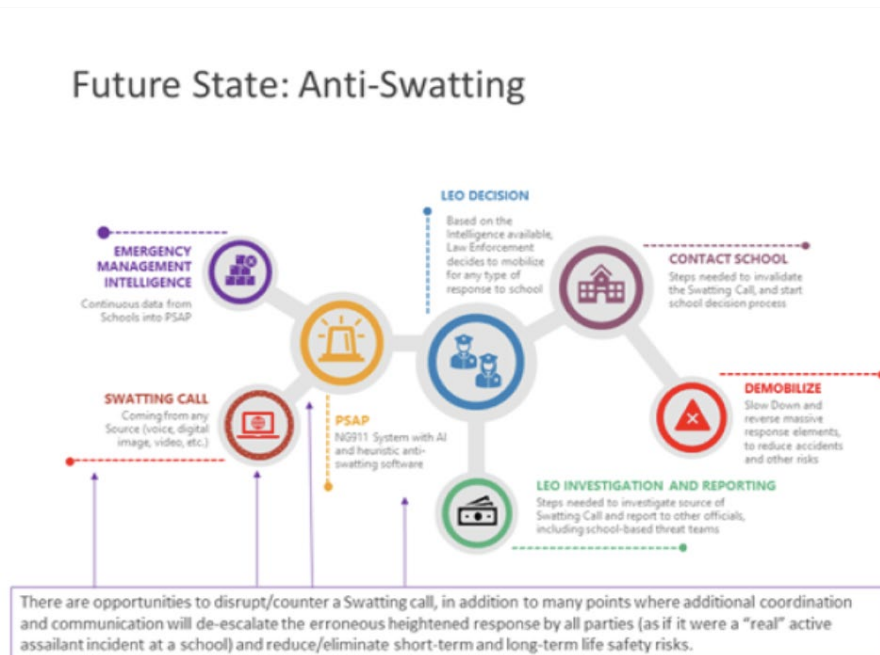 Future State: Anti-Swatting
LEO DECISION
Based on the
Intelligence available,
Law Enforcement
decides to mobilize
for any type of
response to school
EMERGENCY
MANAGEMENT
INTELLIGENCE
Continuous data from
Schools into PSAP
CONTACT SCHOOL
Steps needed to invalidate
the Swatting Call, and start
school decision process
SWATTING CALL
Coming from any
Source (voice, digital
image, video, etc.)
PSAP
NG911 System with AI
and heuristic anti-
swatting software
DEMOBILIZE
Slow Down and
reverse massive
response elements,
to reduce accidents
and other risks
LEO INVESTIGATION AND REPORTING
Steps needed to investigate source of
Swatting Call and report to other officials,
including school-based threat teams
There are opportunities to disrupt/counter a Swatting call, in addition to many points where additional coordination
and communication will de-escalate the erroneous heightened response by all parties (as if it were a “real” active
assailant incident at a school) and reduce/eliminate short-term and long-term life safety risks.